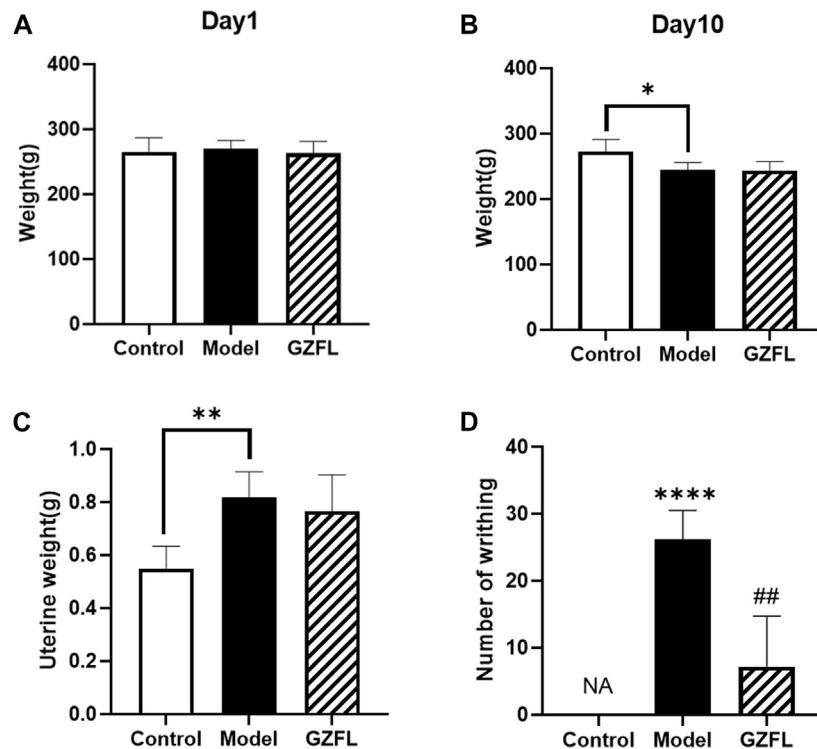 A
Day1
Weight(g)
400
300
200
100
0
Control Model GZFL
B
Day10
Weight(g)
400
300
200
100
0
*
Control Model GZFL
C
Uterine weight(g)
1.0
0.8
0.6
0.4
0.2
0.0
**
Control Model GZFL
D
Number of writhing
40
30
20
10
0
****
##
NA
Control Model GZFL